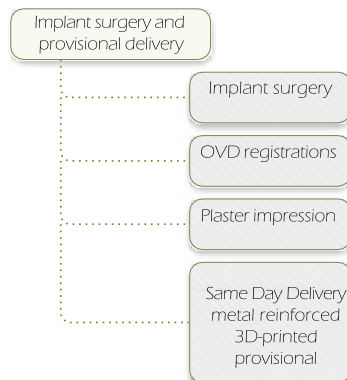 Implant surgery and
provisional delivery
Implant surgery
OVD registrations
Plaster impression
Same Day Delivery
metal reinforced
3D-printed
provisional